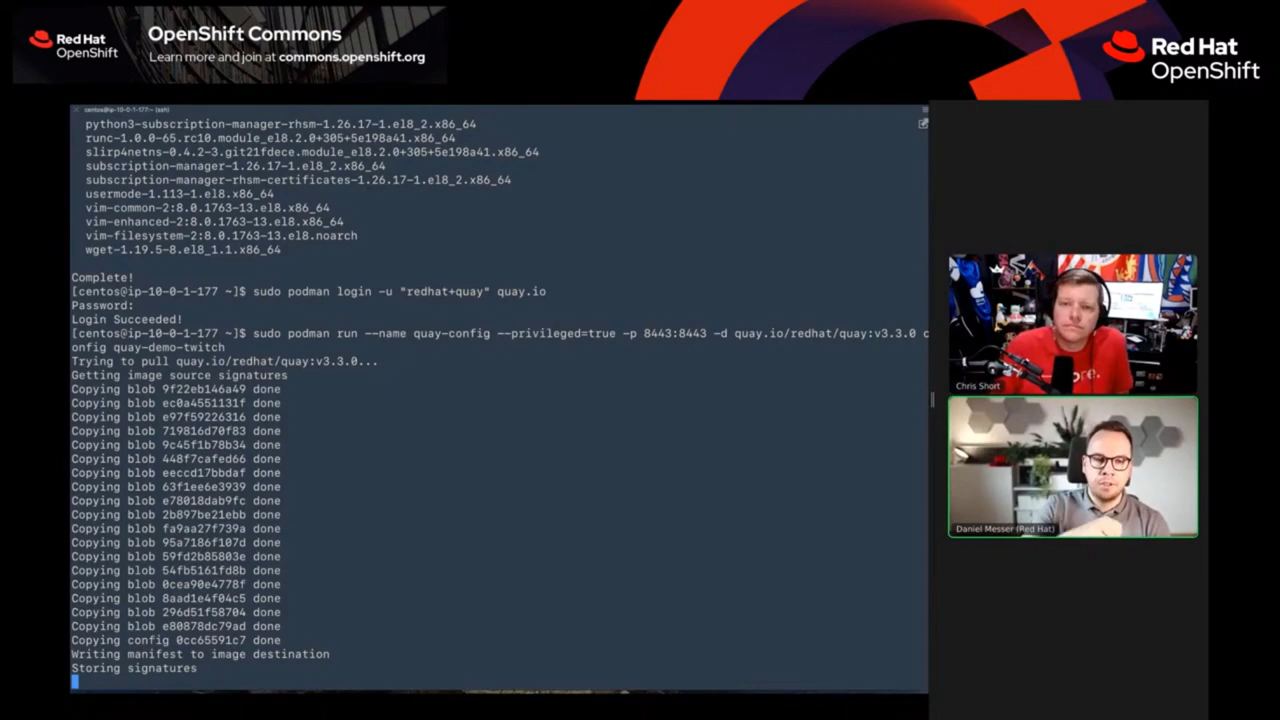 Red Hat
OpenShift
OpenShift Commons
Learn more and join at commons.openshift.org
Red Hat
OpenShift
centos@ip-10-0-1-177:~ (ssh)
python3-subscription-manager-rhsm-1.26.17-1.el8_2.x86_64
runc-1.0.0-65.rc10.module_el8.2.0+305+5e198a41.x86_64
slirp4netns-0.4.2-3.git21fdece.module_el8.2.0+305+5e198a41.x86_64
subscription-manager-1.26.17-1.el8_2.x86_64
subscription-manager-rhsm-certificates-1.26.17-1.el8_2.x86_64
usermode-1.113-1.el8.x86_64
vim-common-2:8.0.1763-13.el8.x86_64
vim-enhanced-2:8.0.1763-13.el8.x86_64
vim-filesystem-2:8.0.1763-13.el8.noarch
wget-1.19.5-8.el8_1.1.x86_64
Complete!
[centos@ip-10-0-1-177 ~]$ sudo podman login -u "redhat+quay" quay.io
Password:
Login Succeeded!
[centos@ip-10-0-1-177 ~]$ sudo podman run --name quay-config --privileged=true -p 8443:8443 -d quay.io/redhat/quay:v3.3.0 c
onfig quay-demo-twitch
Trying to pull quay.io/redhat/quay:v3.3.0...
Getting image source signatures
Copying blob 9f22eb146a49 done
Copying blob ec0a4551131f done
Copying blob e97f59226316 done
Copying blob 719816d70f83 done
Copying blob 9c45f1b78b34 done
Copying blob 448f7cafed66 done
Copying blob eeccd17bbdaf done
Copying blob 63f1ee6e3939 done
Copying blob e78018dab9fc done
Copying blob 2b897be21ebb done
Copying blob fa9aa27f739a done
Copying blob 95a7186f107d done
Copying blob 59fd2b85803e done
Copying blob 54fb5161fd8b done
Copying blob 0cea90e4778f done
Copying blob 8aad1e4f04c5 done
Copying blob 296d51f58704 done
Copying blob e80878dc79ad done
Copying config 0cc65591c7 done
Writing manifest to image destination
Storing signatures
Chris Short
Daniel Messer (Red Hat)